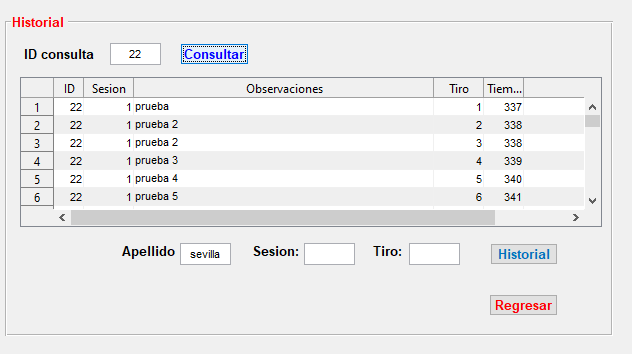 Historial
ID consulta 22 Consultar
ID Sesion Observaciones Tiro Tiem...
1 22 1 prueba 1 337
2 22 1 prueba 2 2 338
3 22 1 prueba 2 3 338
4 22 1 prueba 3 4 339
5 22 1 prueba 4 5 340
6 22 1 prueba 5 6 341
Apellido sevilla Sesion: Tiro: Historial
Regresar